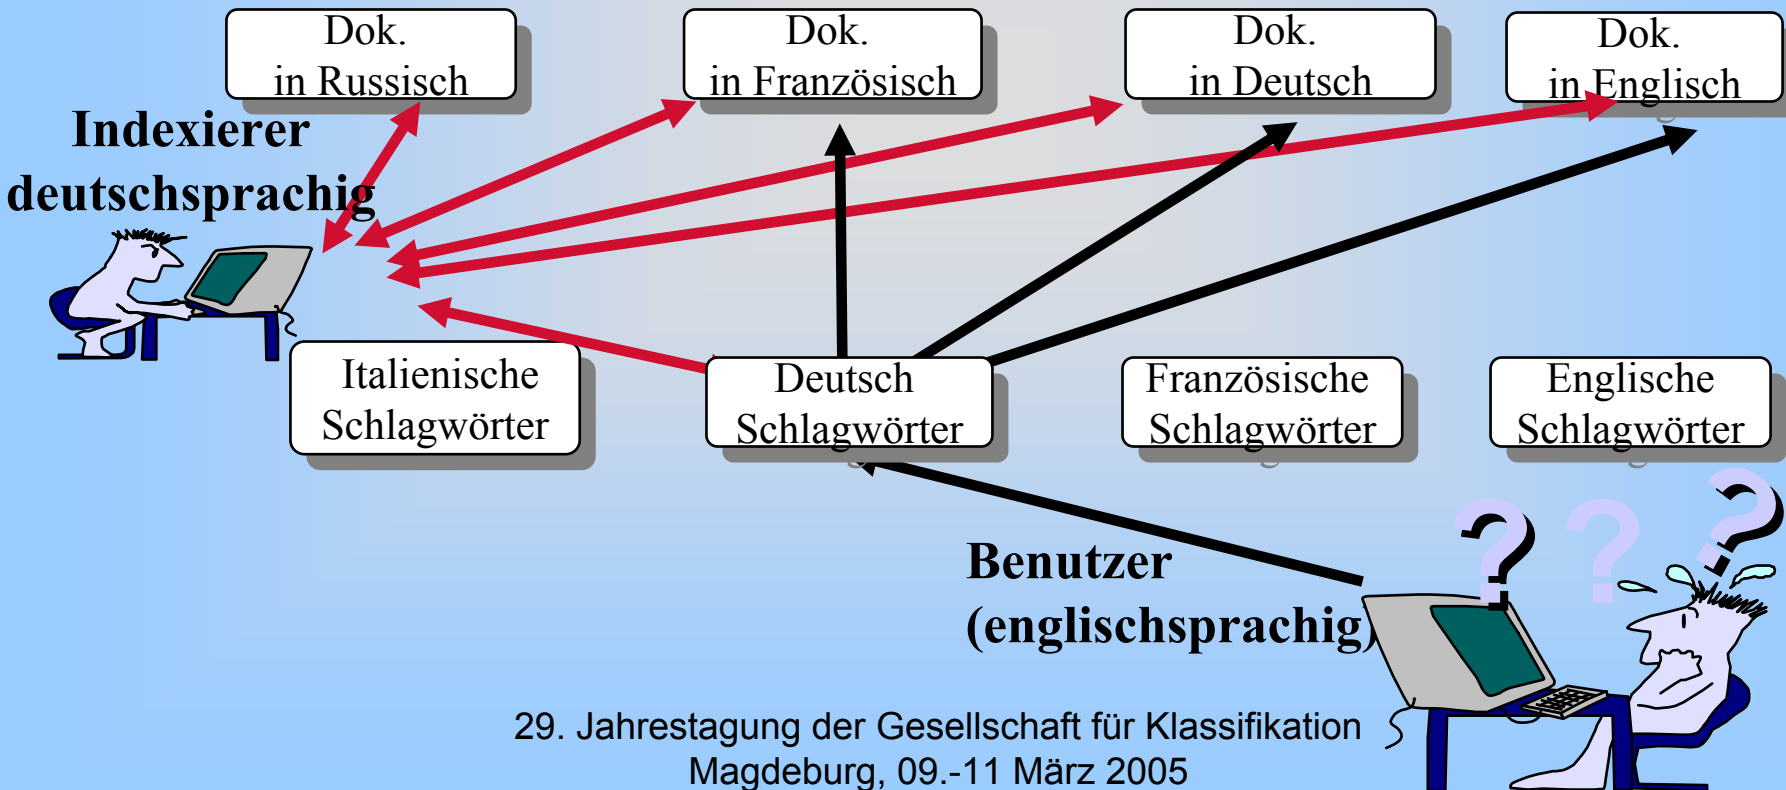 Dok.
in Russisch
Dok.
in Französisch
Dok.
in Deutsch
Dok.
in Englisch
Indexierer
deutschsprachig
Italienische
Schlagwörter
Deutsch
Schlagwörter
Französische
Schlagwörter
Englische
Schlagwörter
? ? ?
Benutzer
(englischsprachig)
29. Jahrestagung der Gesellschaft für Klassifikation
Magdeburg, 09.-11 März 2005